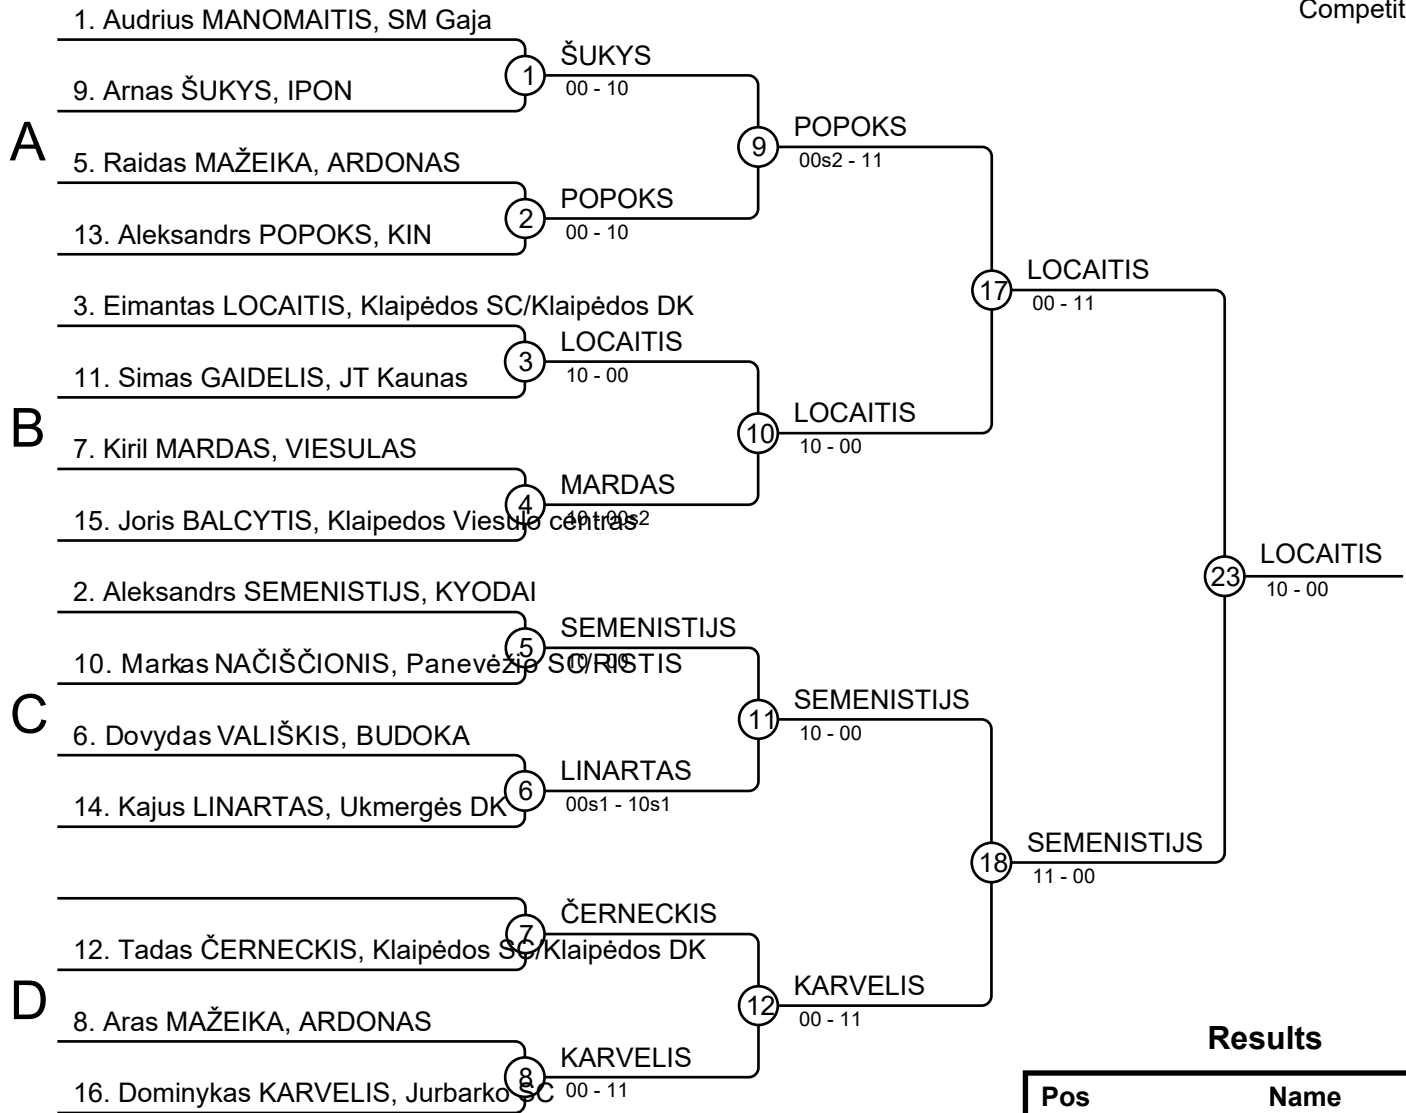 Competit
1. Audrius MANOMAITIS, SM Gaja
1
ŠUKYS
00 - 10
9. Arnas ŠUKYS, IPON
A
9
POPOKS
00s2 - 11
5. Raidas MAŽEIKA, ARDONAS
2
POPOKS
00 - 10
13. Aleksandrs POPOKS, KIN
17
LOCAITIS
00 - 11
3. Eimantas LOCAITIS, Klaipėdos SC/Klaipėdos DK
3
LOCAITIS
10 - 00
11. Simas GAIDELIS, JT Kaunas
B
10
LOCAITIS
10 - 00
7. Kiril MARDAS, VIESULAS
4
MARDAS
10 - 00s2
15. Joris BALCYTIS, Klaipedos Viesulo centras
23
LOCAITIS
10 - 00
2. Aleksandrs SEMENISTIJS, KYODAI
5
SEMENISTIJS
10 - 00
10. Markas NAČIŠČIONIS, Panevėžio SC/RISTIS
C
11
SEMENISTIJS
10 - 00
6. Dovydas VALIŠKIS, BUDOKA
6
LINARTAS
00s1 - 10s1
14. Kajus LINARTAS, Ukmergės DK
18
SEMENISTIJS
11 - 00
7
ČERNECKIS
12. Tadas ČERNECKIS, Klaipėdos SC/Klaipėdos DK
D
12
KARVELIS
00 - 11
8. Aras MAŽEIKA, ARDONAS
8
KARVELIS
00 - 11
16. Dominykas KARVELIS, Jurbarko SC
Results
Pos Name